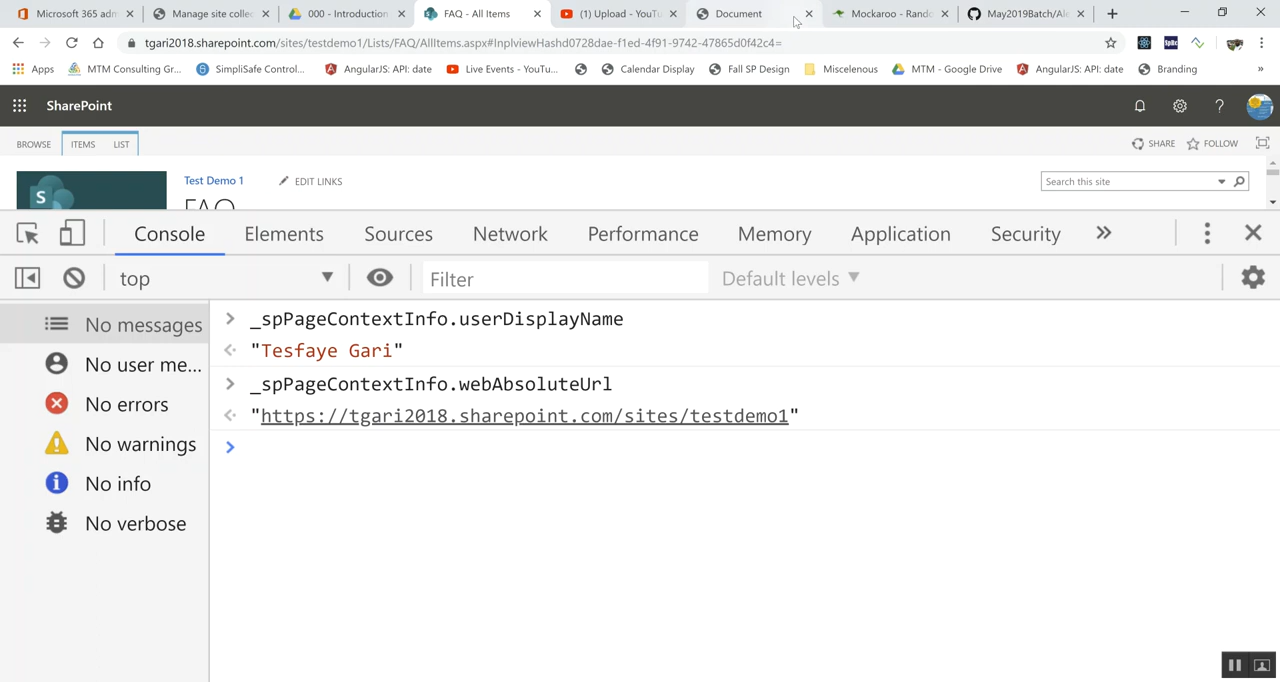 Microsoft 365 adm
Manage site collec
000 - Introduction
FAQ - All Items
(1) Upload - YouTu
Document
Mockaroo - Rando
May2019Batch/Ale
tgari2018.sharepoint.com/sites/testdemo1/Lists/FAQ/AllItems.aspx#InplviewHashd0728dae-f1ed-4f91-9742-47865d0f42c4=
Apps
MTM Consulting Gr...
SimpliSafe Control...
AngularJS: API: date
Live Events - YouTu...
Calendar Display
Fall SP Design
Miscelenous
MTM - Google Drive
AngularJS: API: date
Branding
»
SharePoint
BROWSE
ITEMS
LIST
SHARE
FOLLOW
S
Test Demo 1
EDIT LINKS
Search this site
FAQ
Console
Elements
Sources
Network
Performance
Memory
Application
Security
top
Filter
Default levels
No messages
No user me...
No errors
No warnings
No info
No verbose
_spPageContextInfo.userDisplayName
"Tesfaye Gari"
_spPageContextInfo.webAbsoluteUrl
"https://tgari2018.sharepoint.com/sites/testdemo1"